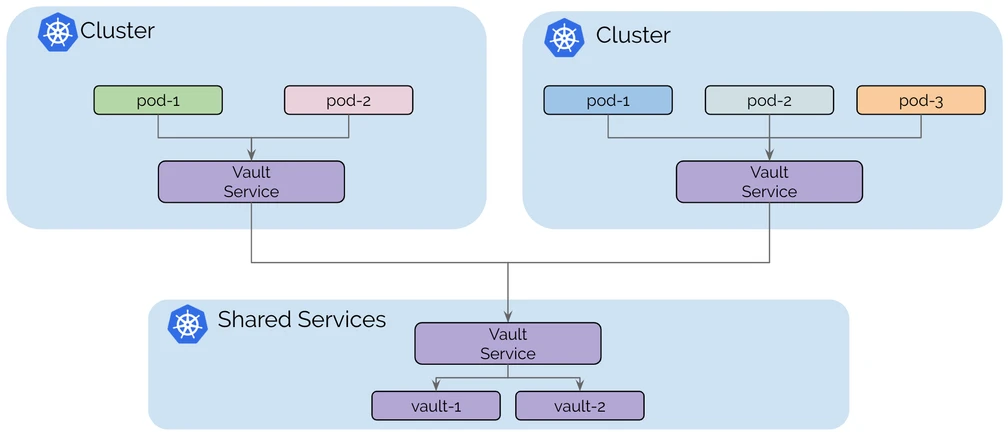 Cluster
Cluster
pod-1
pod-2
pod-1
pod-2
pod-3
Vault
Service
Vault
Service
Shared Services
Vault
Service
vault-1
vault-2